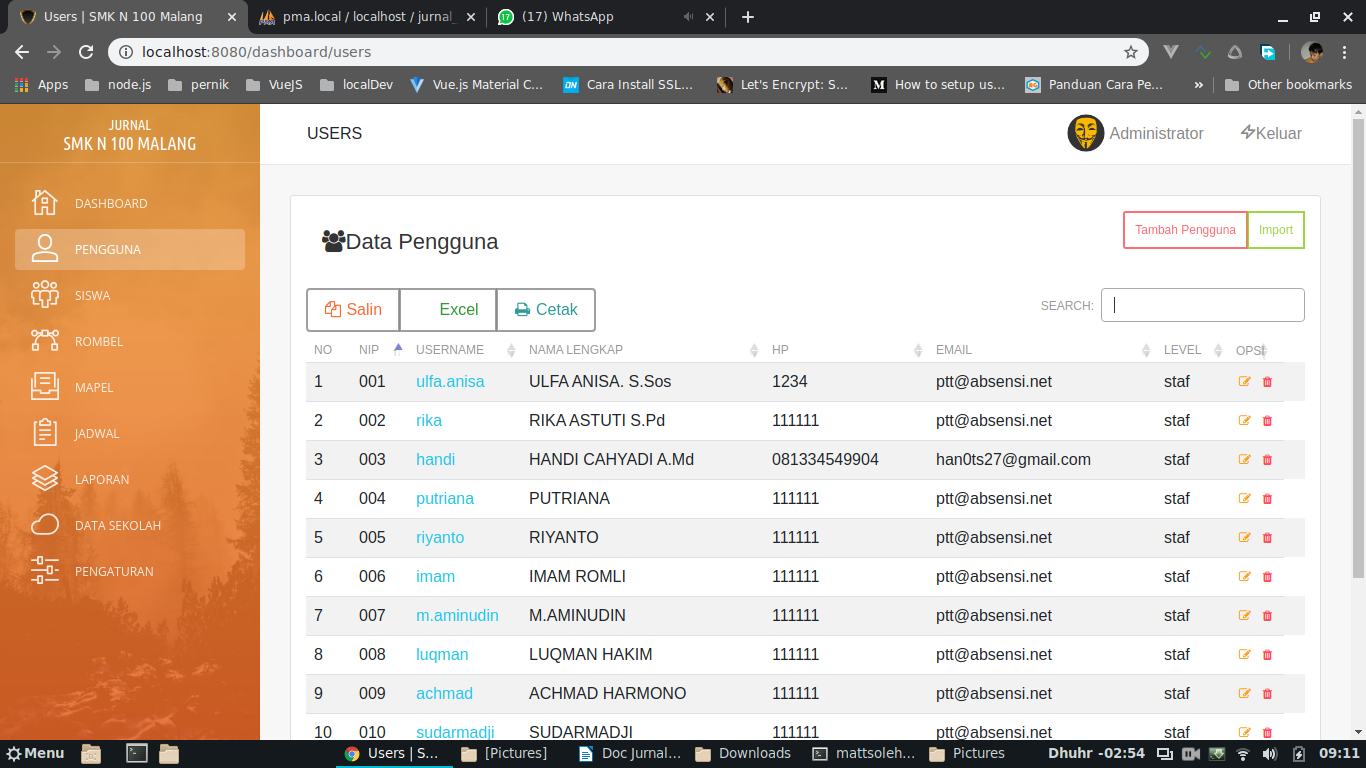 Users | SMK N 100 Malang
pma.local / localhost / jurnal_
17
(17) WhatsApp
localhost:8080/dashboard/users
Apps
node.js
pernik
VueJS
localDev
Vue.js Material C...
DN
Cara Install SSL...
Let's Encrypt: S...
M
How to setup us...
Panduan Cara Pe...
»
Other bookmarks
JURNAL
SMK N 100 MALANG
USERS
Administrator
Keluar
DASHBOARD
PENGGUNA
SISWA
ROMBEL
MAPEL
JADWAL
LAPORAN
DATA SEKOLAH
PENGATURAN
Data Pengguna
Tambah Pengguna
Import
Salin
Excel
Cetak
SEARCH:
NO NIP USERNAME NAMA LENGKAP HP EMAIL LEVEL OPSI
1 001 ulfa.anisa ULFA ANISA. S.Sos 1234 ptt@absensi.net staf
2 002 rika RIKA ASTUTI S.Pd 111111 ptt@absensi.net staf
3 003 handi HANDI CAHYADI A.Md 081334549904 han0ts27@gmail.com staf
4 004 putriana PUTRIANA 111111 ptt@absensi.net staf
5 005 riyanto RIYANTO 111111 ptt@absensi.net staf
6 006 imam IMAM ROMLI 111111 ptt@absensi.net staf
7 007 m.aminudin M.AMINUDIN 111111 ptt@absensi.net staf
8 008 luqman LUQMAN HAKIM 111111 ptt@absensi.net staf
9 009 achmad ACHMAD HARMONO 111111 ptt@absensi.net staf
10 010 sudarmadji SUDARMADJI 111111 ptt@absensi.net staf
Menu
Users | S...
[Pictures]
Doc Jurnal...
Downloads
mattsoleh...
Pictures
Dhuhr -02:54
09:11